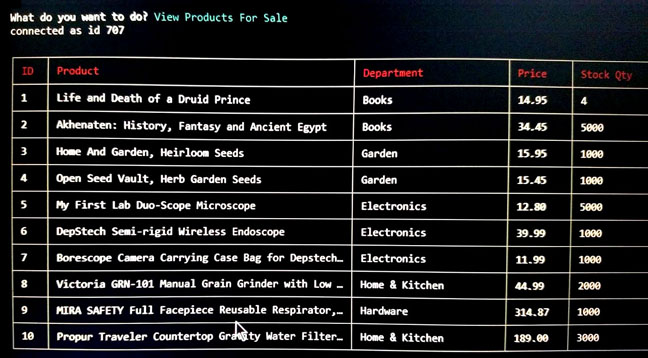 What do you want to do? View Products For Sale
connected as id 707
ID Product Department Price Stock Qty
1 Life and Death of a Druid Prince Books 14.95 4
2 Akhenaten: History, Fantasy and Ancient Egypt Books 34.45 5000
3 Home And Garden, Heirloom Seeds Garden 15.95 1000
4 Open Seed Vault, Herb Garden Seeds Garden 15.45 1000
5 My First Lab Duo-Scope Microscope Electronics 12.80 5000
6 DepStech Semi-rigid Wireless Endoscope Electronics 39.99 1000
7 Borescope Camera Carrying Case Bag for Depstech… Electronics 11.99 1000
8 Victoria GRN-101 Manual Grain Grinder with Low … Home & Kitchen 44.99 2000
9 MIRA SAFETY Full Facepiece Reusable Respirator,… Hardware 314.87 1000
10 Propur Traveler Countertop Gravity Water Filter… Home & Kitchen 189.00 3000